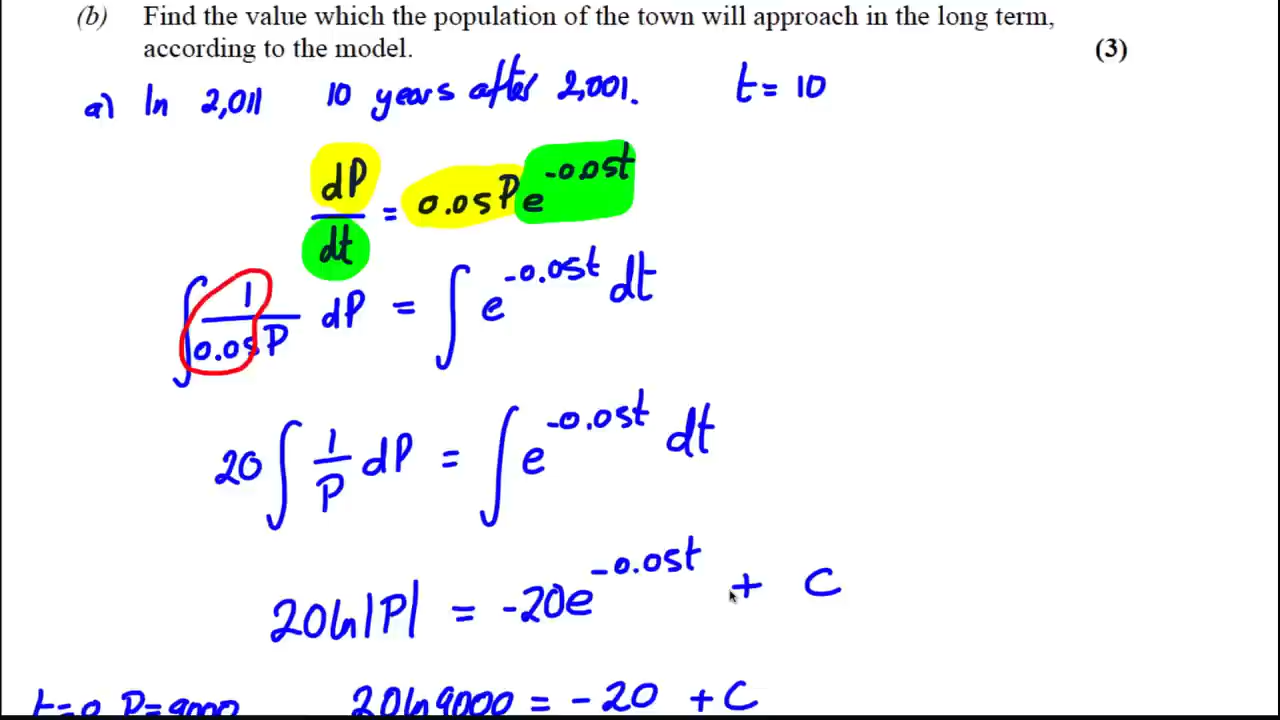 (b) Find the value which the population of the town will approach in the long term,
according to the model. (3)
a) In 2,011 10 years after 2,001. t = 10
dP/dt = 0.05Pe^-0.05t
∫ 1/0.05P dP = ∫ e^-0.05t dt
20 ∫ 1/P dP = ∫ e^-0.05t dt
20ln|P| = -20e^-0.05t + C
t=0 P=9000 20ln9000 = -20 + C